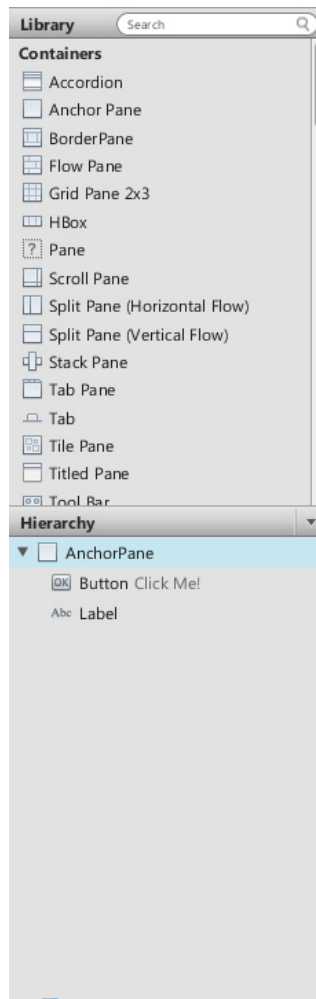 Library Search
Containers
Accordion
Anchor Pane
BorderPane
Flow Pane
Grid Pane 2x3
HBox
? Pane
Scroll Pane
Split Pane (Horizontal Flow)
Split Pane (Vertical Flow)
Stack Pane
Tab Pane
Tab
Tile Pane
Titled Pane
Tool Bar
Hierarchy
AnchorPane
OK Button Click Me!
Abc Label